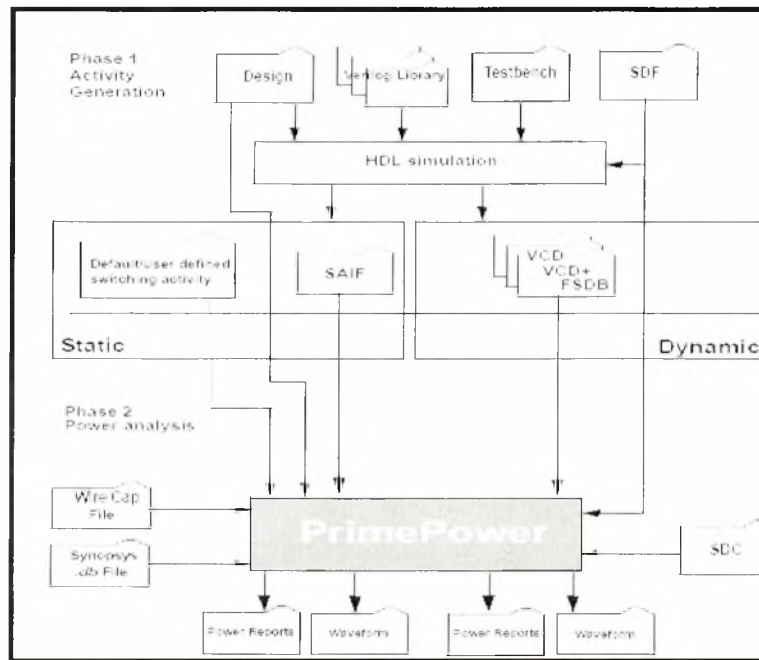 Phase 1
Activity
Generation
Design
Verilog Library
Testbench
SDF
HDL simulation
Default/user defined
switching activity
SAIF
VCD
VCD+
FSDB
Static
Dynamic
Phase 2
Power analysis
Wire Cap
File
PrimePower
Synopsys
.db File
SDC
Power Reports
Waveform
Power Reports
Waveform